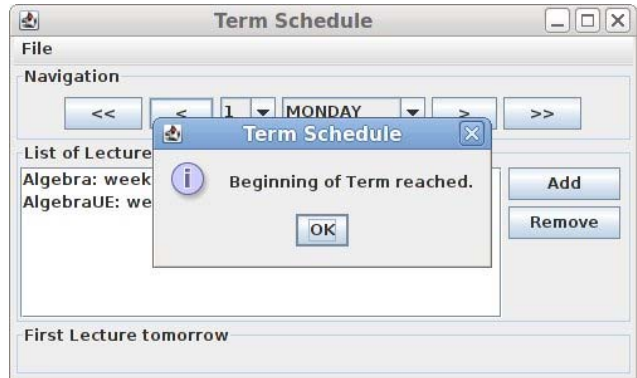 Term Schedule
File
Navigation
<< < 1 MONDAY > >>
Term Schedule
Beginning of Term reached.
OK
List of Lecture
Algebra: week
AlgebraUE: we
Add
Remove
First Lecture tomorrow